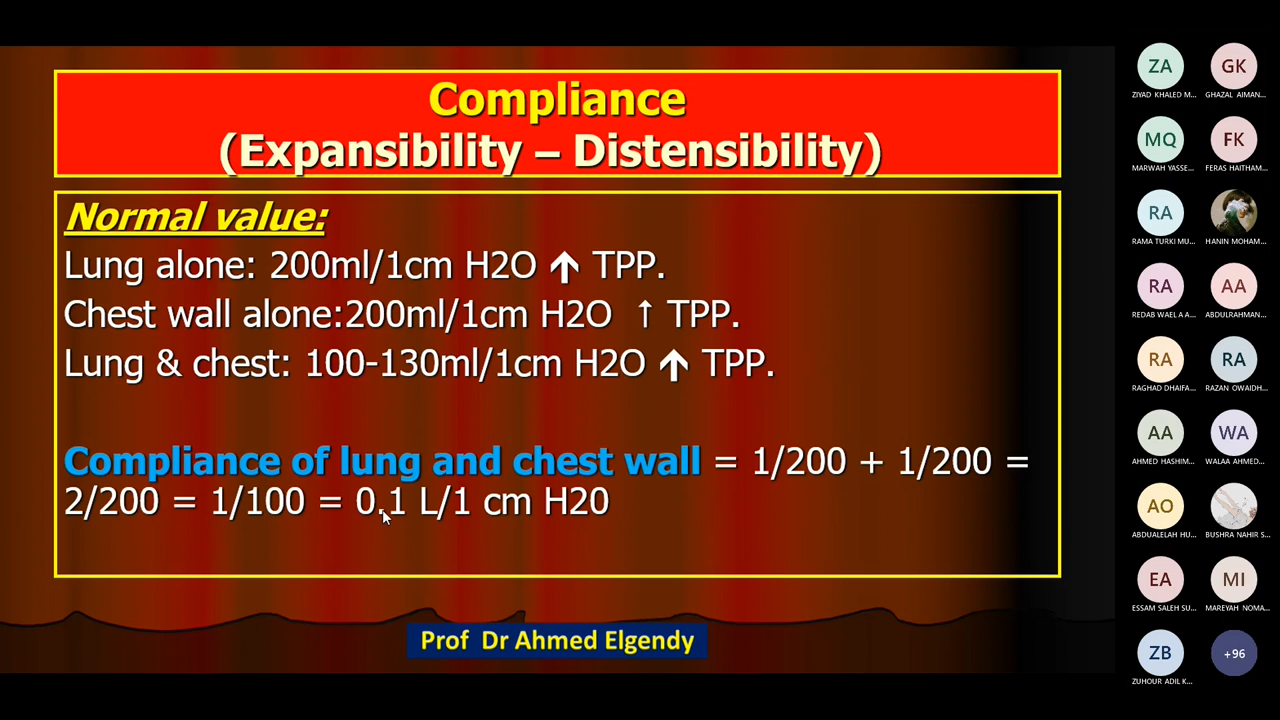 Compliance
(Expansibility – Distensibility)
Normal value:
Lung alone: 200ml/1cm H2O ↑ TPP.
Chest wall alone:200ml/1cm H2O ↑ TPP.
Lung & chest: 100-130ml/1cm H2O ↑ TPP.
Compliance of lung and chest wall = 1/200 + 1/200 =
2/200 = 1/100 = 0.1 L/1 cm H20
Prof Dr Ahmed Elgendy
ZA
ZIYAD KHALED M...
GK
GHAZAL AIMAN...
MQ
MARWAH YASSE...
FK
FERAS HAITHAM...
RA
RAMA TURKI MU...
HANIN MOHAM...
RA
REDAB WAEL A A...
AA
ABDULRAHMAN...
RA
RAGHAD DHAIFA...
RA
RAZAN OWAIDH...
AA
AHMED HASHIM...
WA
WALAA AHMED...
AO
ABDUALELAH HU...
BUSHRA NAHIR S...
EA
ESSAM SALEH SU...
MI
MAREYAH NOMA...
ZB
ZUHOUR ADIL K...
+96